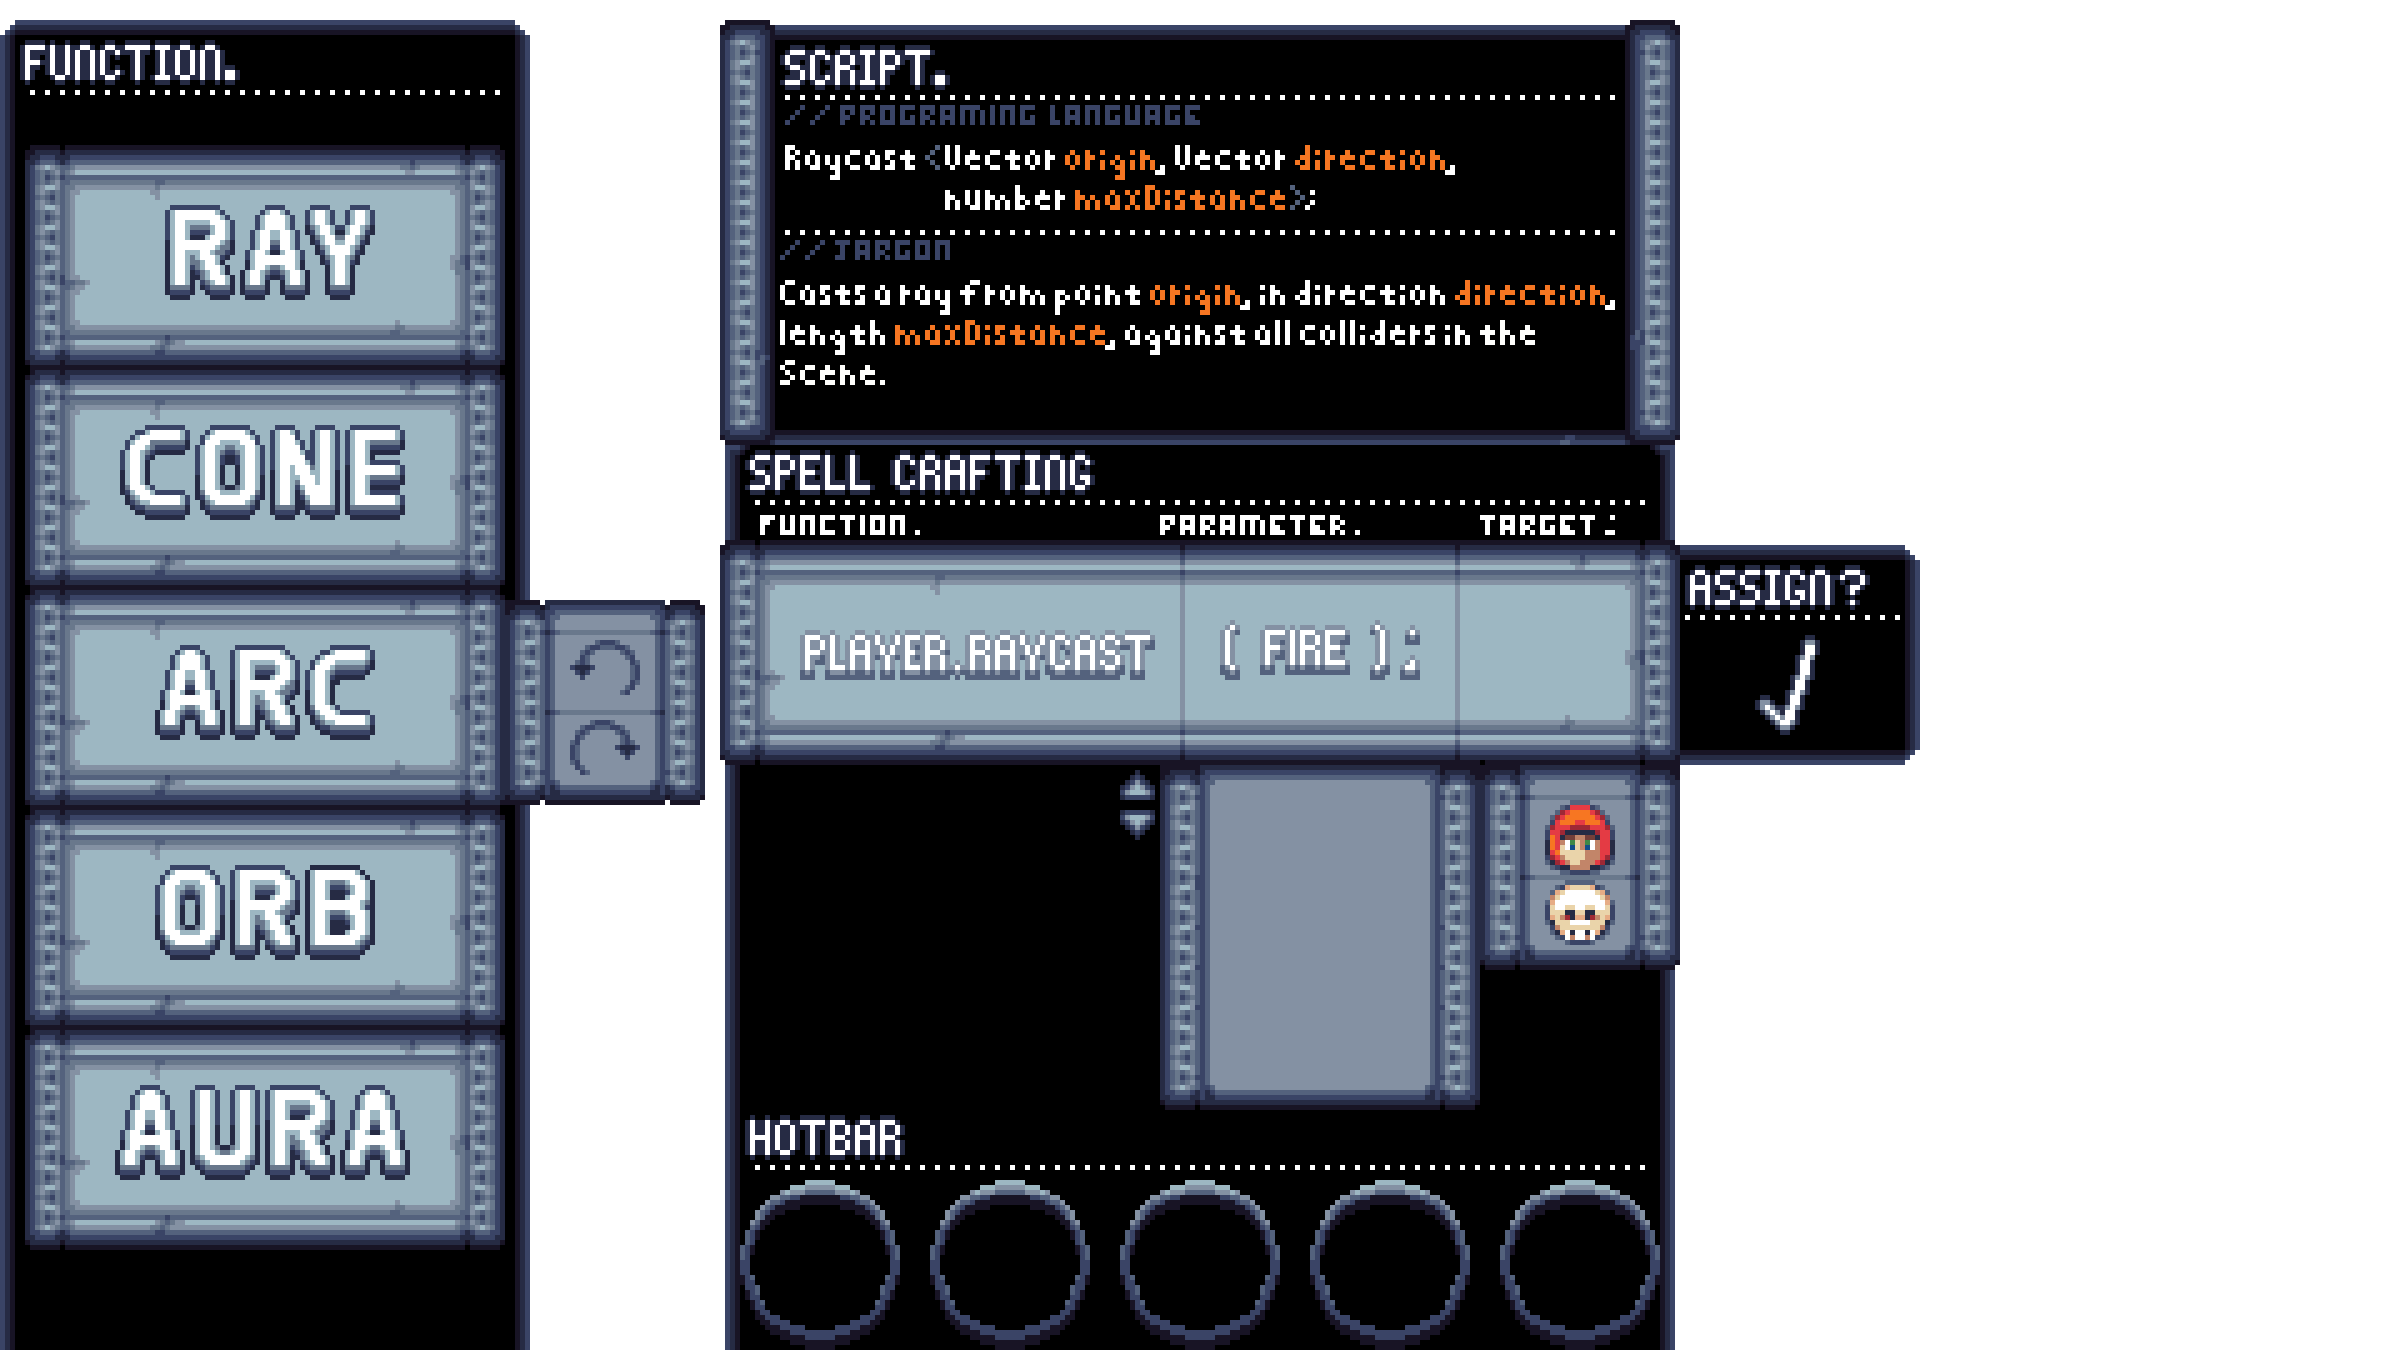 FUNCTION.
RAY
CONE
ARC
ORB
AURA
SCRIPT.
// PROGRAMING LANGUAGE
Raycast <Vector origin, Vector direction,
number maxDistance>;
// JARGON
Casts a ray from point origin, in direction direction,
length maxDistance, against all colliders in the
Scene.
SPELL CRAFTING
FUNCTION. PARAMETER. TARGET:
PLAYER.RAYCAST ( FIRE );
ASSIGN?
HOTBAR